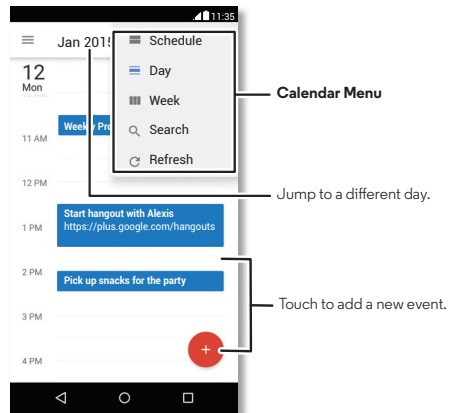 11:35
Jan 2015
Schedule
Day
Week
Search
Refresh
12
Mon
11 AM
Weekly Pro
12 PM
1 PM
Start hangout with Alexis
https://plus.google.com/hangouts
2 PM
Pick up snacks for the party
3 PM
4 PM
+
Calendar Menu
Jump to a different day.
Touch to add a new event.